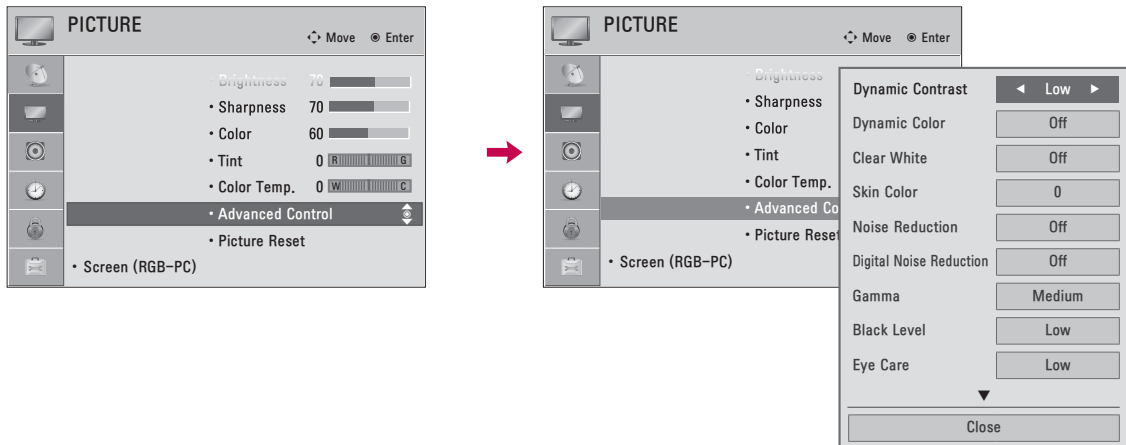 PICTURE
Move Enter
• Brightness 70
• Sharpness 70
• Color 60
• Tint 0 R G
• Color Temp. 0 W C
• Advanced Control
• Picture Reset
• Screen (RGB-PC)
PICTURE
Move Enter
• Brightness
• Sharpness
• Color
• Tint
• Color Temp.
• Advanced Co
• Picture Reset
• Screen (RGB-PC)
Dynamic Contrast ◄ Low ►
Dynamic Color Off
Clear White Off
Skin Color 0
Noise Reduction Off
Digital Noise Reduction Off
Gamma Medium
Black Level Low
Eye Care Low
▼
Close